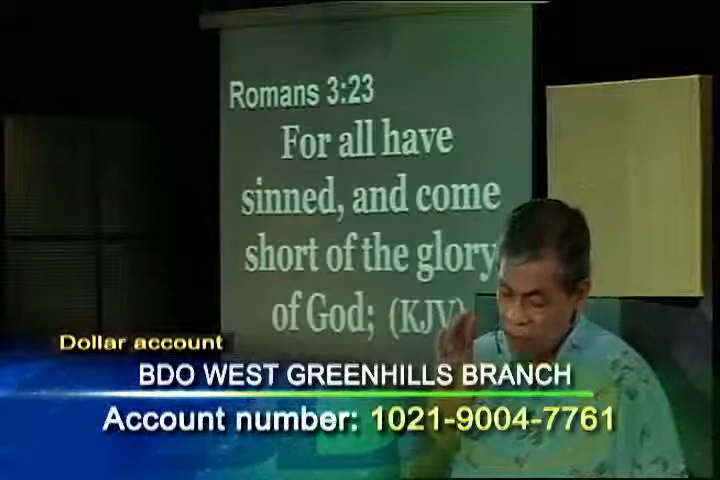 Romans 3:23
For all have
sinned, and come
short of the glory
of God; (KJV)
Dollar account
BDO WEST GREENHILLS BRANCH
Account number: 1021-9004-7761